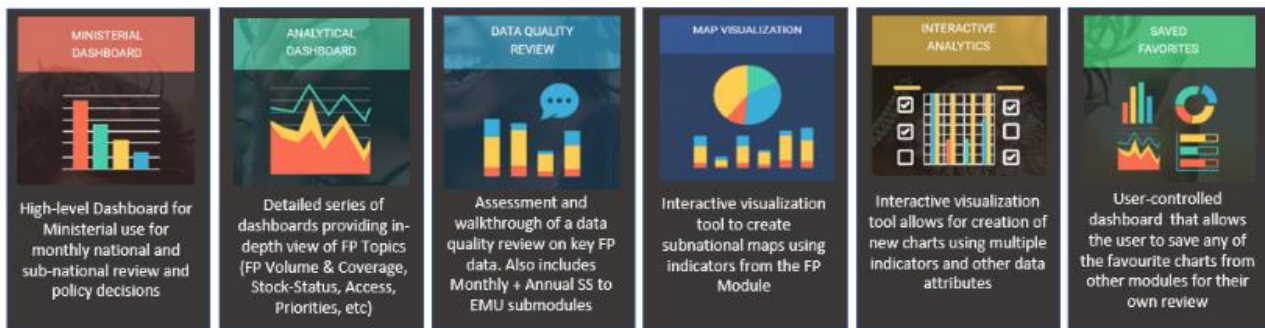 MINISTERIAL
DASHBOARD
High-level Dashboard for
Ministerial use for
monthly national and
sub-national review and
policy decisions
ANALYTICAL
DASHBOARD
Detailed series of
dashboards providing in-
depth view of FP Topics
(FP Volume & Coverage,
Stock-Status, Access,
Priorities, etc)
DATA QUALITY
REVIEW
Assessment and
walkthrough of a data
quality review on key FP
data. Also includes
Monthly + Annual SS to
EMU submodules
MAP VISUALIZATION
Interactive visualization
tool to create
subnational maps using
indicators from the FP
Module
INTERACTIVE
ANALYTICS
Interactive visualization
tool allows for creation of
new charts using multiple
indicators and other data
attributes
SAVED
FAVORITES
User-controlled
dashboard that allows
the user to save any of
the favourite charts from
other modules for their
own review